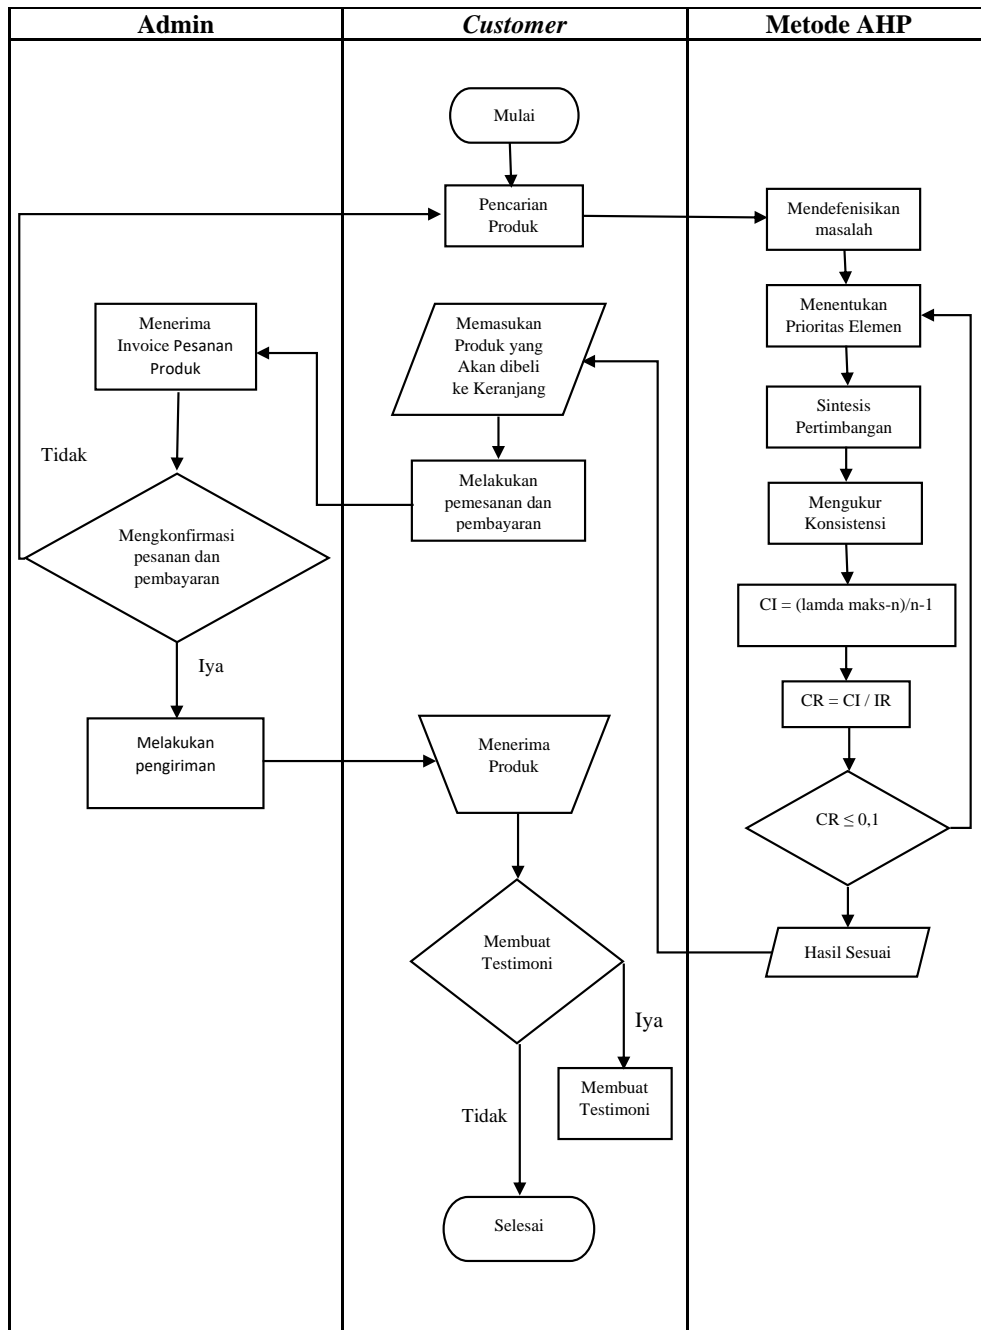 Admin
Customer
Metode AHP
Mulai
Pencarian
Produk
Mendefenisikan
masalah
Menerima
Invoice Pesanan
Produk
Memasukan
Produk yang
Akan dibeli
ke Keranjang
Menentukan
Prioritas Elemen
Sintesis
Pertimbangan
Tidak
Melakukan
pemesanan dan
pembayaran
Mengukur
Konsistensi
Mengkonfirmasi
pesanan dan
pembayaran
CI = (lamda maks-n)/n-1
Iya
CR = CI / IR
Melakukan
pengiriman
Menerima
Produk
CR ≤ 0,1
Membuat
Testimoni
Hasil Sesuai
Iya
Membuat
Testimoni
Tidak
Selesai